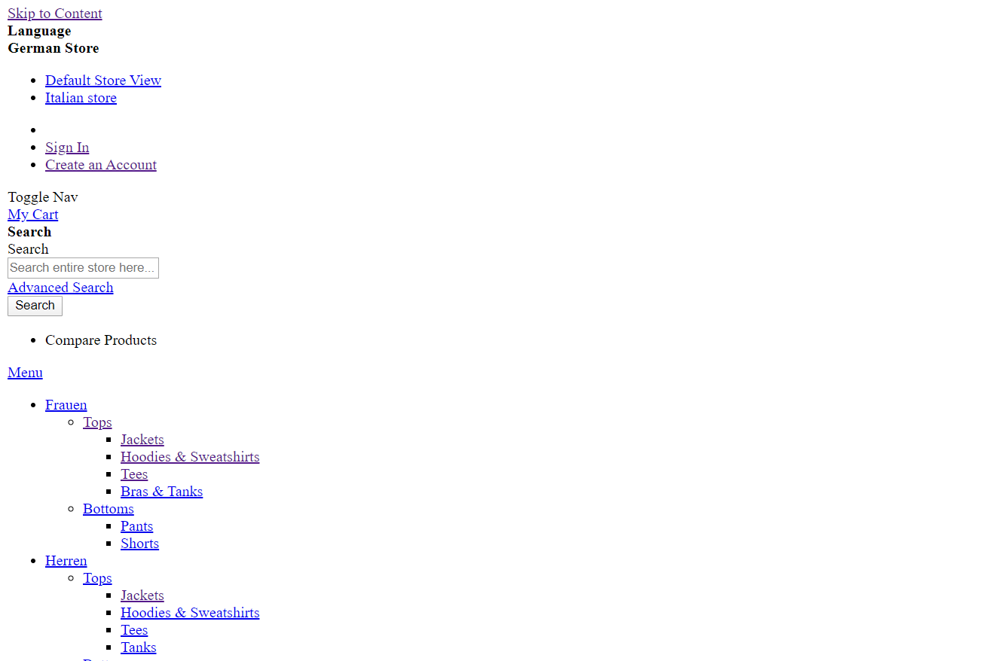 Skip to Content
Language
German Store
Default Store View
Italian store
Sign In
Create an Account
Toggle Nav
My Cart
Search
Search
Search entire store here...
Advanced Search
Search
Compare Products
Menu
Frauen
Tops
Jackets
Hoodies & Sweatshirts
Tees
Bras & Tanks
Bottoms
Pants
Shorts
Herren
Tops
Jackets
Hoodies & Sweatshirts
Tees
Tanks